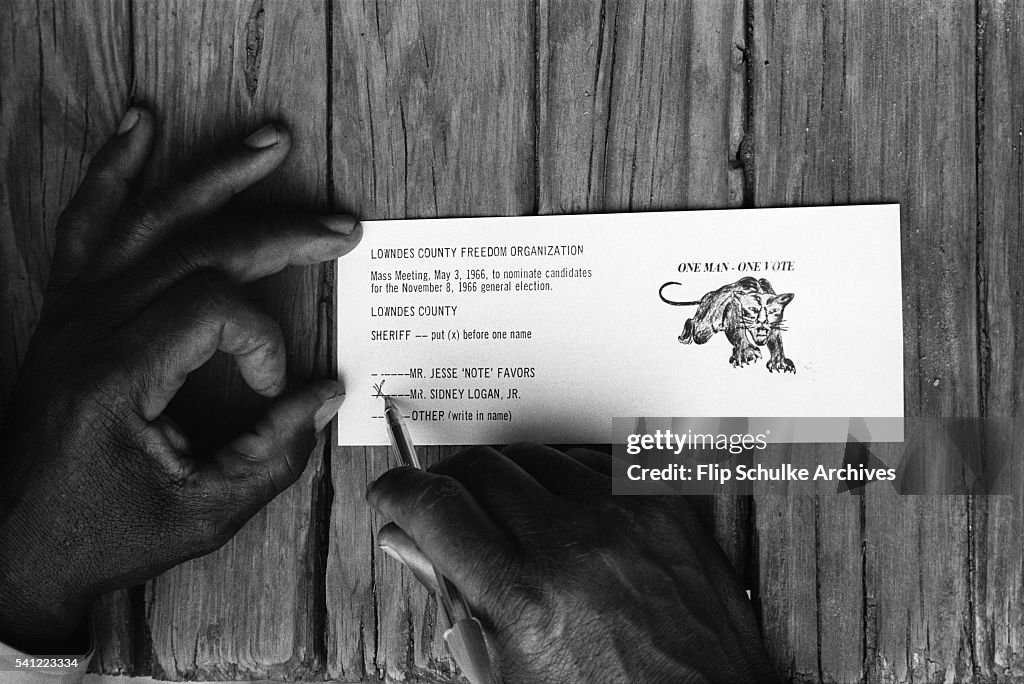 LOWNDES COUNTY FREEDOM ORGANIZATION
Mass Meeting, May 3, 1966, to nominate candidates
for the November 8, 1966 general election.
LOWNDES COUNTY
SHERIFF -- put (x) before one name
------MR. JESSE 'NOTE' FAVORS
X-----MR. SIDNEY LOGAN, JR.
------OTHER (write in name)
ONE MAN - ONE VOTE
gettyimages®
Flip Schulke Archives
541223334